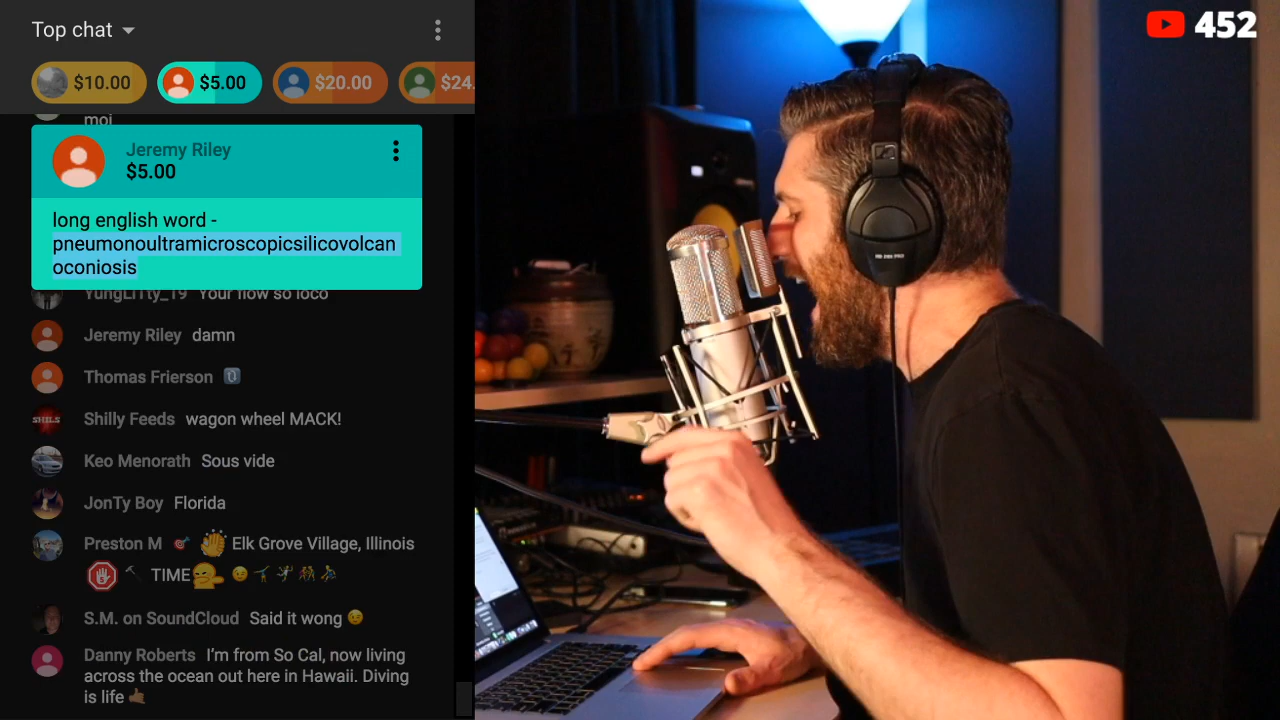 Top chat
$10.00 $5.00 $20.00 $24.
moi
Jeremy Riley
$5.00
long english word -
pneumonoultramicroscopicsilicovolcan
oconiosis
YungLiTty_19 Your flow so loco
Jeremy Riley damn
Thomas Frierson
Shilly Feeds wagon wheel MACK!
Keo Menorath Sous vide
JonTy Boy Florida
Preston M Elk Grove Village, Illinois
TIME
S.M. on SoundCloud Said it wong
Danny Roberts I'm from So Cal, now living
across the ocean out here in Hawaii. Diving
is life
452